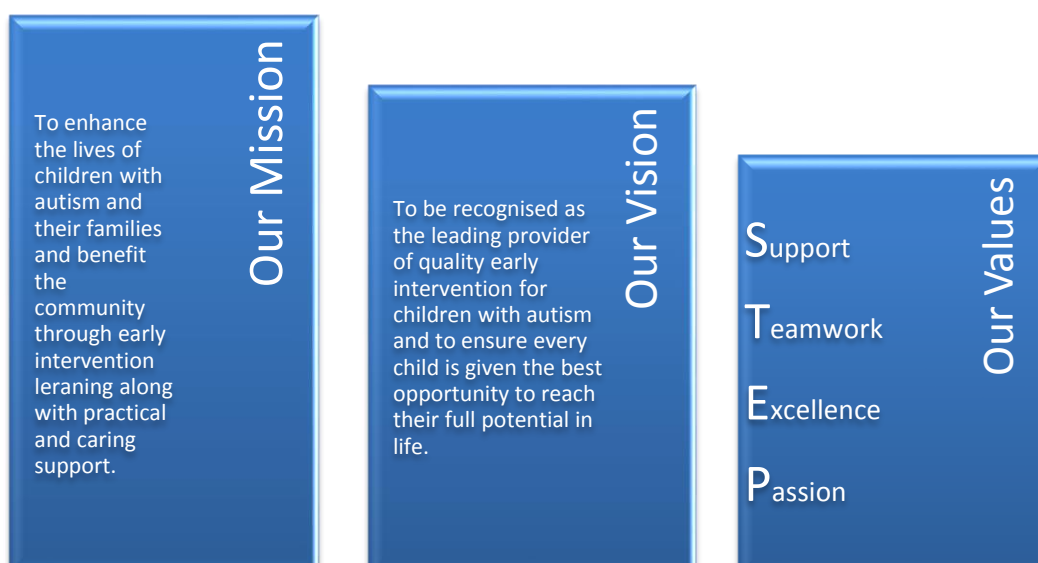 Our Mission
To enhance
the lives of
children with
autism and
their families
and benefit
the
community
through early
intervention
leraning along
with practical
and caring
support.
Our Vision
To be recognised as
the leading provider
of quality early
intervention for
children with autism
and to ensure every
child is given the best
opportunity to reach
their full potential in
life.
Our Values
Support
Teamwork
Excellence
Passion